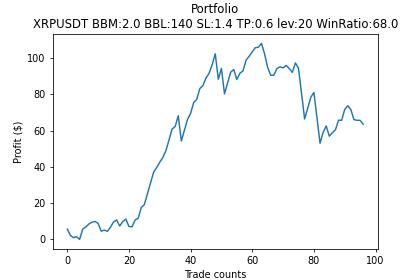 Portfolio
XRPUSDT BBM:2.0 BBL:140 SL:1.4 TP:0.6 lev:20 WinRatio:68.0
Profit ($)
100
80
60
40
20
0
0 20 40 60 80 100
Trade counts